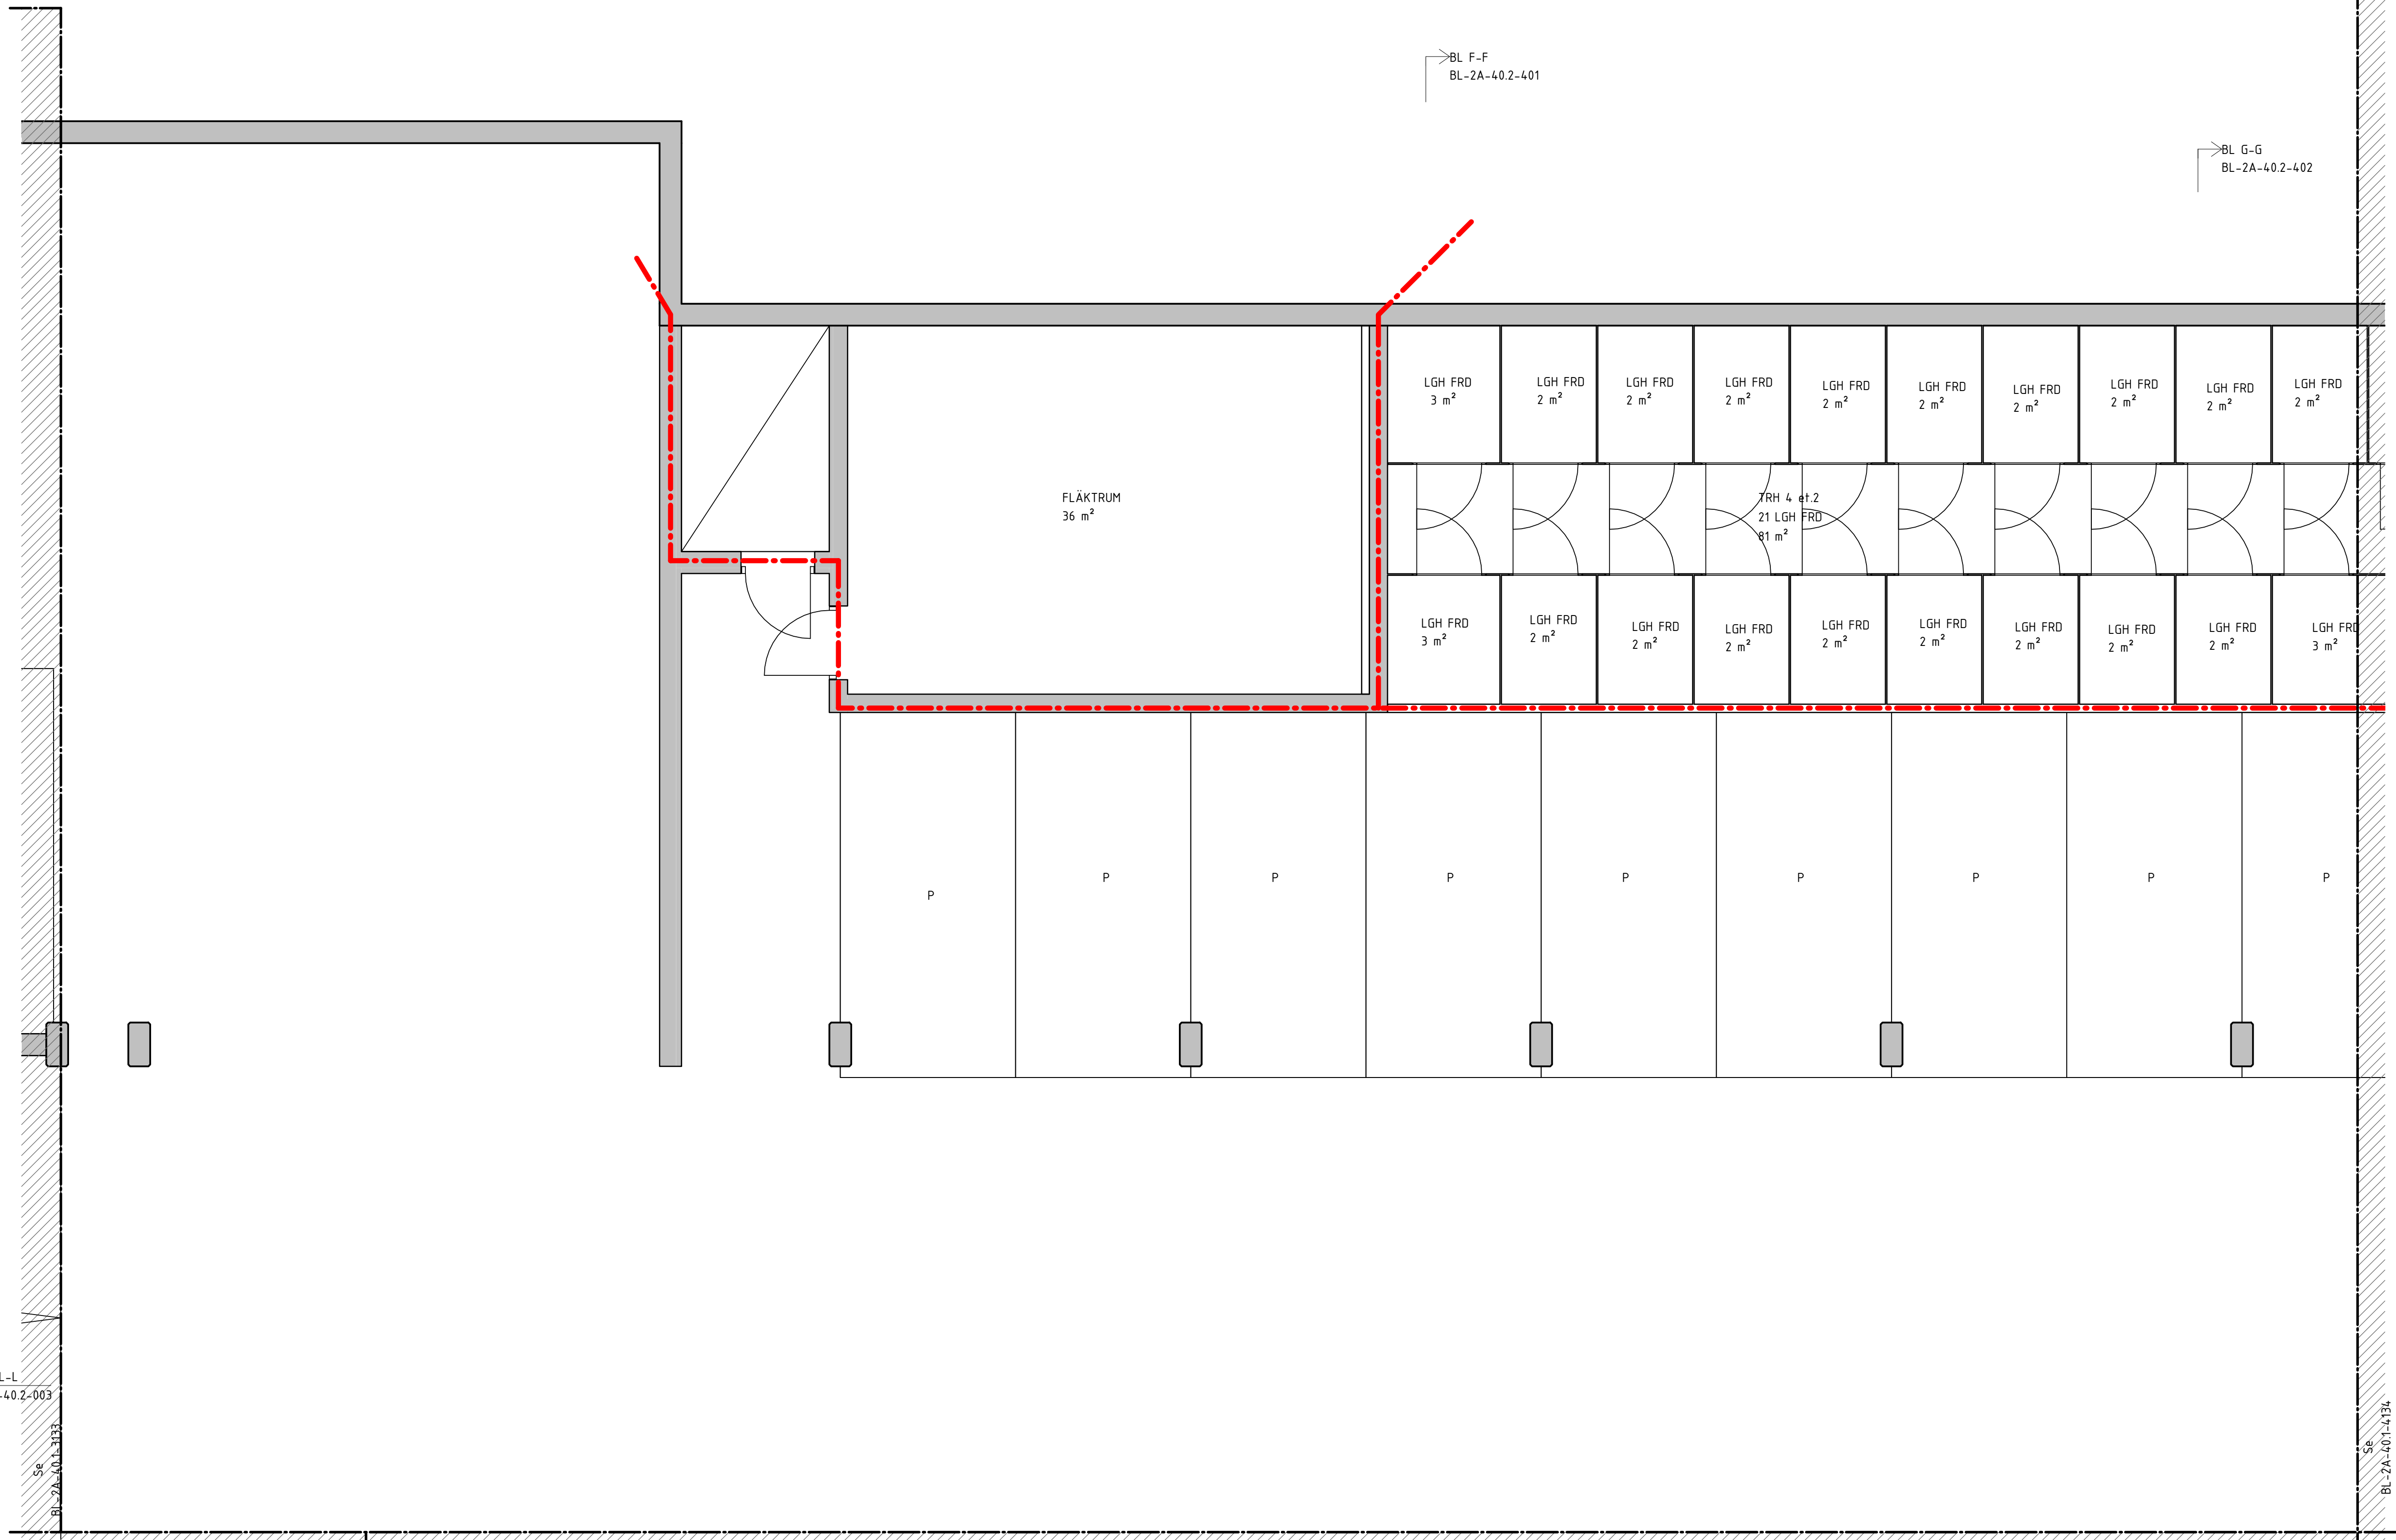 BL F-F
BL-2A-40.2-401
BL G-G
BL-2A-40.2-402
LGH FRD
3 m²
LGH FRD
2 m²
LGH FRD
2 m²
LGH FRD
2 m²
LGH FRD
2 m²
LGH FRD
2 m²
LGH FRD
2 m²
LGH FRD
2 m²
LGH FRD
2 m²
LGH FRD
2 m²
FLÄKTRUM
36 m²
TRH 4 et.2
21 LGH FRD
81 m²
LGH FRD
3 m²
LGH FRD
2 m²
LGH FRD
2 m²
LGH FRD
2 m²
LGH FRD
2 m²
LGH FRD
2 m²
LGH FRD
2 m²
LGH FRD
2 m²
LGH FRD
2 m²
LGH FRD
3 m²
P
P
P
P
P
P
P
P
P
L-L
-40.2-003
Se
BL-2A-40.1-3133
Se
BL-2A-40.1-4134